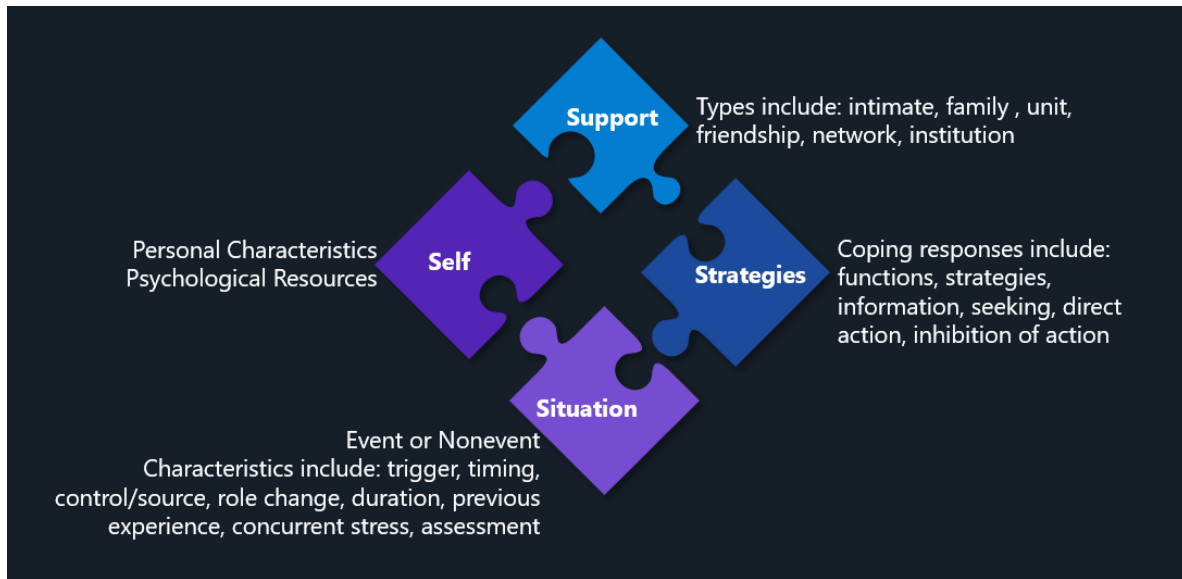 Support
Types include: intimate, family , unit,
friendship, network, institution
Self
Personal Characteristics
Psychological Resources
Strategies
Coping responses include:
functions, strategies,
information, seeking, direct
action, inhibition of action
Situation
Event or Nonevent
Characteristics include: trigger, timing,
control/source, role change, duration, previous
experience, concurrent stress, assessment